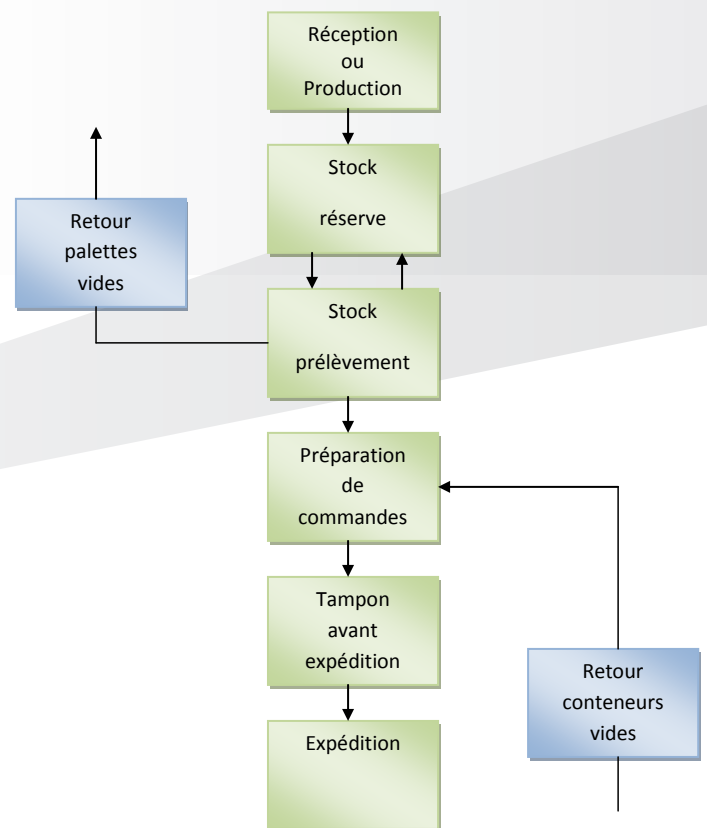 Réception
ou
Production
Stock
réserve
Retour
palettes
vides
Stock
prélèvement
Préparation
de
commandes
Tampon
avant
expédition
Retour
conteneurs
vides
Expédition